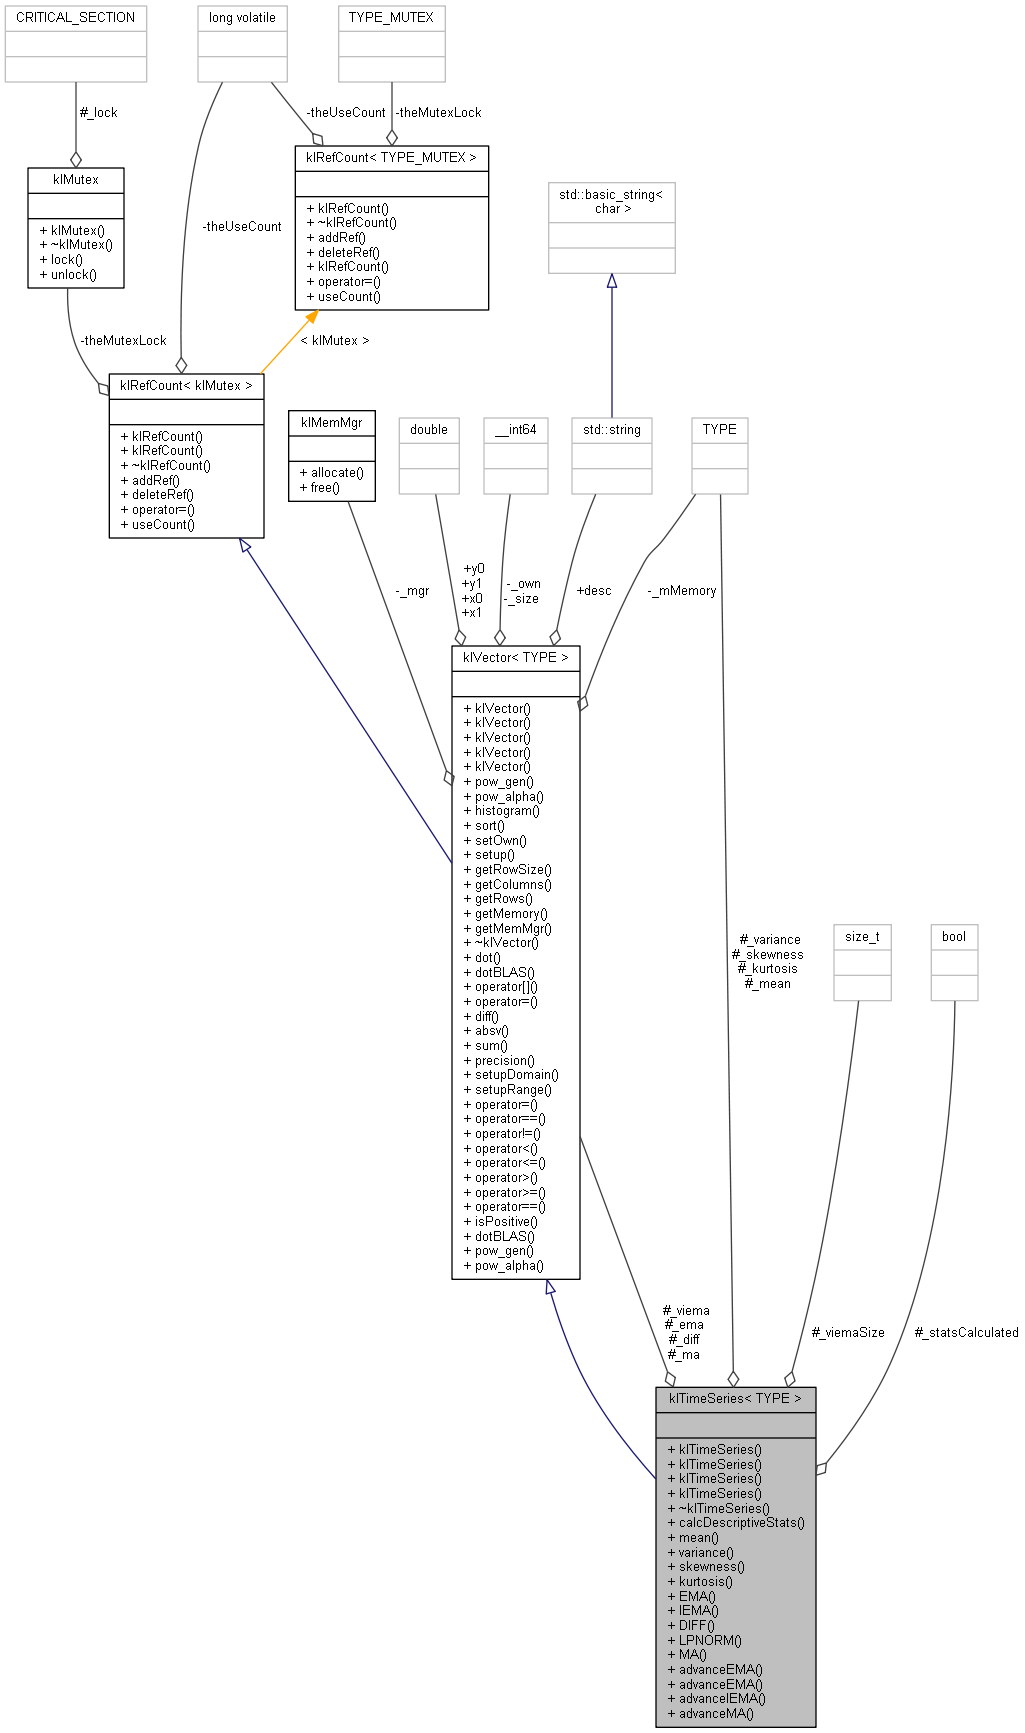 CRITICAL_SECTION
long volatile
TYPE_MUTEX
#_lock
-theUseCount
-theMutexLock
klRefCount< TYPE_MUTEX >
+ klRefCount()
+ ~klRefCount()
+ addRef()
+ deleteRef()
+ klRefCount()
+ operator=()
+ useCount()
klMutex
+ klMutex()
+ ~klMutex()
+ lock()
+ unlock()
std::basic_string<
char >
-theUseCount
-theMutexLock
< klMutex >
klRefCount< klMutex >
+ klRefCount()
+ klRefCount()
+ ~klRefCount()
+ addRef()
+ deleteRef()
+ operator=()
+ useCount()
klMemMgr
+ allocate()
+ free()
double
__int64
std::string
TYPE
-_mgr
+y0
+y1
+x0
+x1
-_own
-_size
+desc
-_mMemory
klVector< TYPE >
+ klVector()
+ klVector()
+ klVector()
+ klVector()
+ klVector()
+ pow_gen()
+ pow_alpha()
+ histogram()
+ sort()
+ setOwn()
+ setup()
+ getRowSize()
+ getColumns()
+ getRows()
+ getMemory()
+ getMemMgr()
+ ~klVector()
+ dot()
+ dotBLAS()
+ operator[]()
+ operator=()
+ diff()
+ absv()
+ sum()
+ precision()
+ setupDomain()
+ setupRange()
+ operator=()
+ operator==()
+ operator!=()
+ operator<()
+ operator<=()
+ operator>()
+ operator>=()
+ operator==()
+ isPositive()
+ dotBLAS()
+ pow_gen()
+ pow_alpha()
#_variance
#_skewness
#_kurtosis
#_mean
size_t
bool
#_viema
#_ema
#_diff
#_ma
#_viemaSize
#_statsCalculated
klTimeSeries< TYPE >
+ klTimeSeries()
+ klTimeSeries()
+ klTimeSeries()
+ klTimeSeries()
+ ~klTimeSeries()
+ calcDescriptiveStats()
+ mean()
+ variance()
+ skewness()
+ kurtosis()
+ EMA()
+ IEMA()
+ DIFF()
+ LPNORM()
+ MA()
+ advanceEMA()
+ advanceEMA()
+ advanceIEMA()
+ advanceMA()